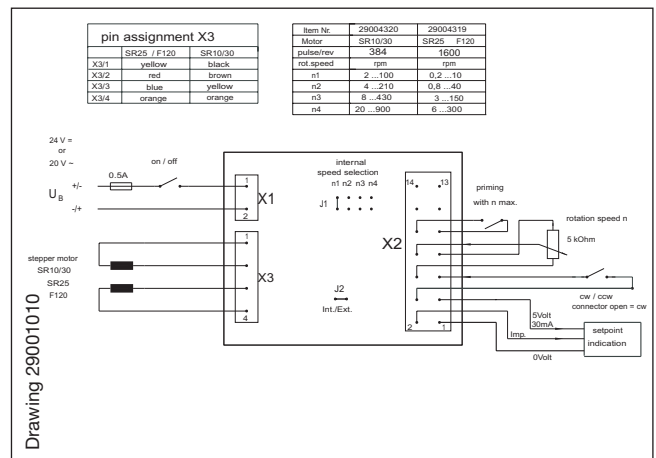 pin assignment X3
SR25 / F120 SR10/30
X3/1 yellow black
X3/2 red brown
X3/3 blue yellow
X3/4 orange orange
Item Nr. 29004320 29004319
Motor SR10/30 SR25 F120
pulse/rev 384 1600
rot.speed rpm rpm
n1 2 ...100 0,2 ...10
n2 4 ...210 0,8 ...40
n3 8 ...430 3 ...150
n4 20 ...900 6 ...300
24 V =
or
20 V ~
0.5A
on / off
+/-
UB
-/+
1
X1
2
stepper motor
SR10/30
SR25
F120
1
X3
4
internal
speed selection
n1 n2 n3 n4
J1
J2
Int./Ext.
14 13
X2
2 1
priming
with n max.
rotation speed n
5 kOhm
cw / ccw
connector open = cw
5Volt
30mA
Imp.
0Volt
setpoint
indication
Drawing 29001010